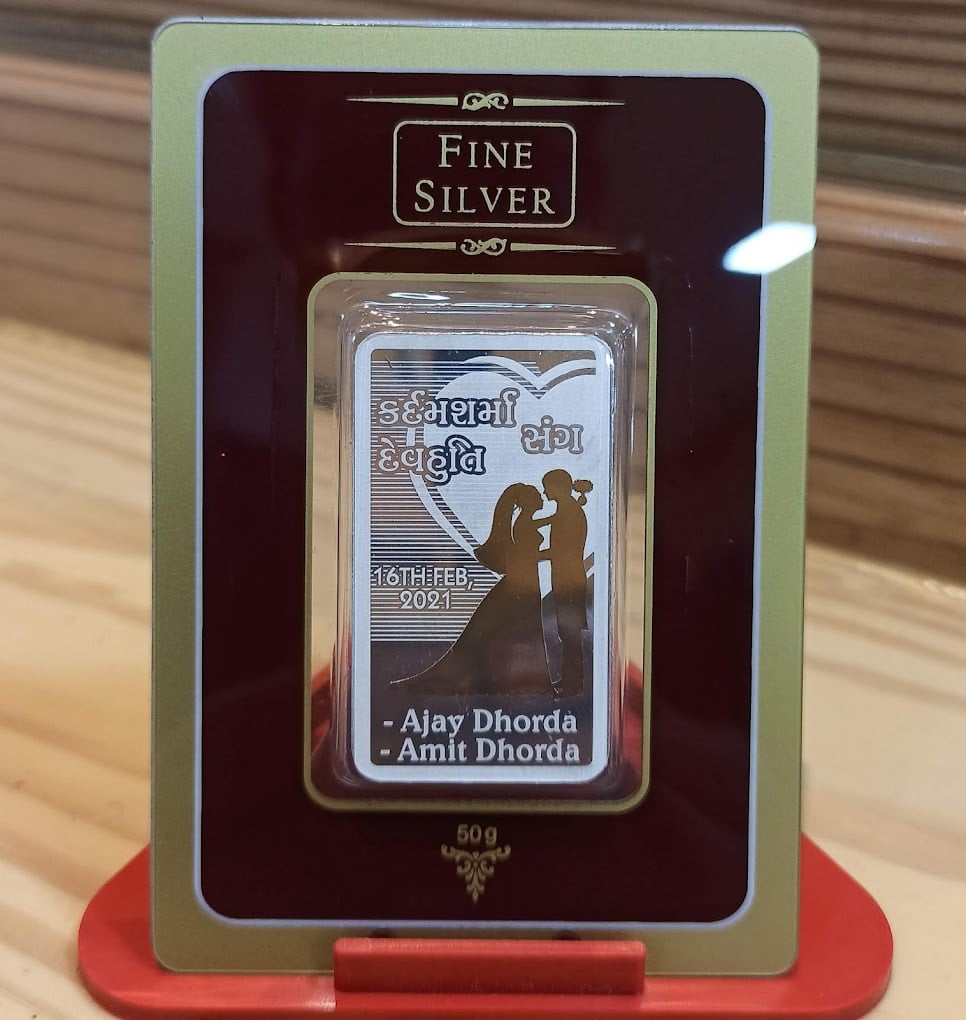 FINE
SILVER
કર્દમશર્મા
સંગ
દેવહુતિ
16TH FEB,
2021
- Ajay Dhorda
- Amit Dhorda
50g